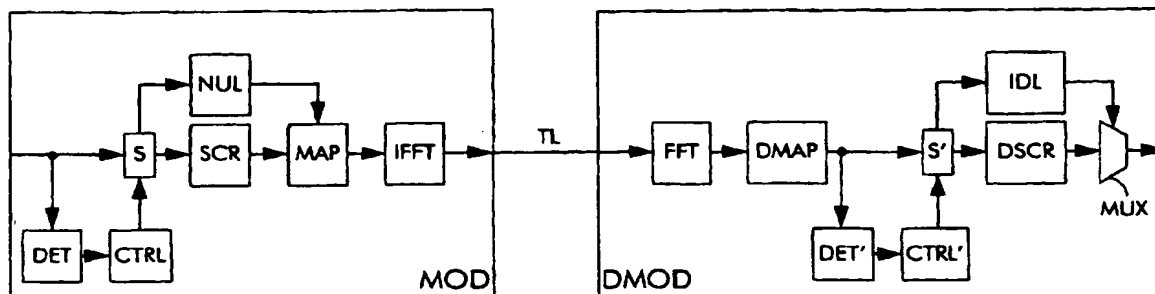 NUL
IDL
S
SCR
MAP
IFFT
TL
FFT
DMAP
S'
DSCR
MUX
DET
CTRL
DET'
CTRL'
MOD
DMOD